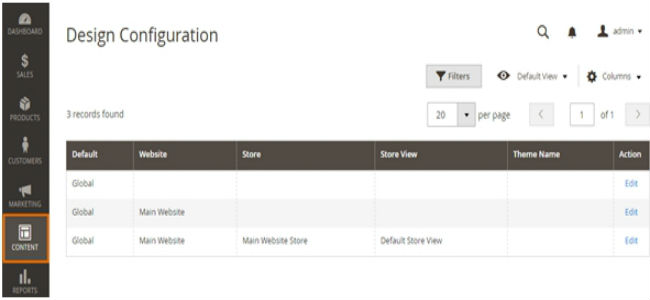 DASHBOARD
$
SALES
PRODUCTS
CUSTOMERS
MARKETING
CONTENT
REPORTS
Design Configuration
admin
Filters
Default View
Columns
3 records found
20 per page
1 of 1
Default Website Store Store View Theme Name Action
Global Edit
Global Main Website Edit
Global Main Website Main Website Store Default Store View Edit